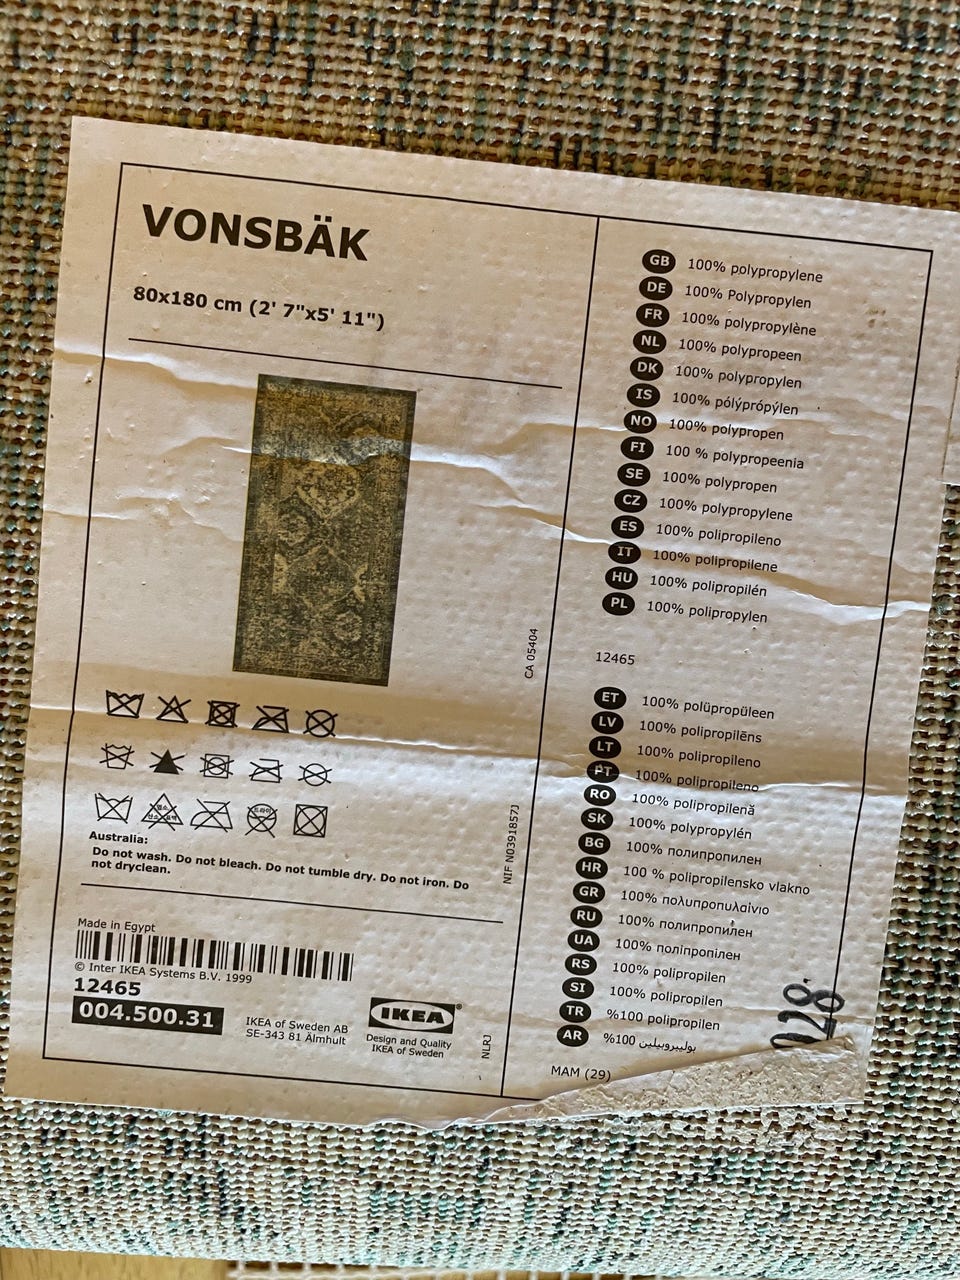 VONSBÄK
80x180 cm (2' 7"x5' 11")
CA 05404
NIF N0391857J
Australia:
Do not wash. Do not bleach. Do not tumble dry. Do not iron. Do
not dryclean.
Made in Egypt
© Inter IKEA Systems B.V. 1999
12465
004.500.31
IKEA of Sweden AB
SE-343 81 Älmhult
IKEA®
Design and Quality
IKEA of Sweden
NLRJ
GB 100% polypropylene
DE 100% Polypropylen
FR 100% polypropylène
NL 100% polypropeen
DK 100% polypropylen
IS 100% pólýprópýlen
NO 100% polypropen
FI 100 % polypropeenia
SE 100% polypropen
CZ 100% polypropylene
ES 100% polipropileno
IT 100% polipropilene
HU 100% polipropilén
PL 100% polipropylen
12465
ET 100% polüpropüleen
LV 100% polipropilēns
LT 100% polipropileno
PT 100% polipropileno
RO 100% polipropilenă
SK 100% polypropylén
BG 100% полипропилен
HR 100 % polipropilensko vlakno
GR 100% πολυπροπυλαίνιο
RU 100% полипропилен
UA 100% поліпропілен
RS 100% polipropilen
SI 100% polipropilen
TR %100 polipropilen
AR %100 بوليبروبيلين
MAM (29)